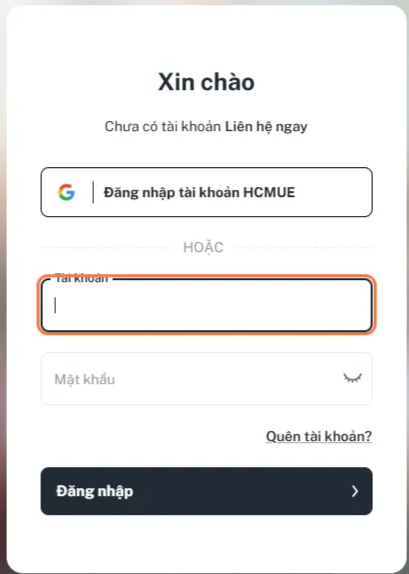 Xin chào
Chưa có tài khoản Liên hệ ngay
Đăng nhập tài khoản HCMUE
HOẶC
Tài khoản
Mật khẩu
Quên tài khoản?
Đăng nhập